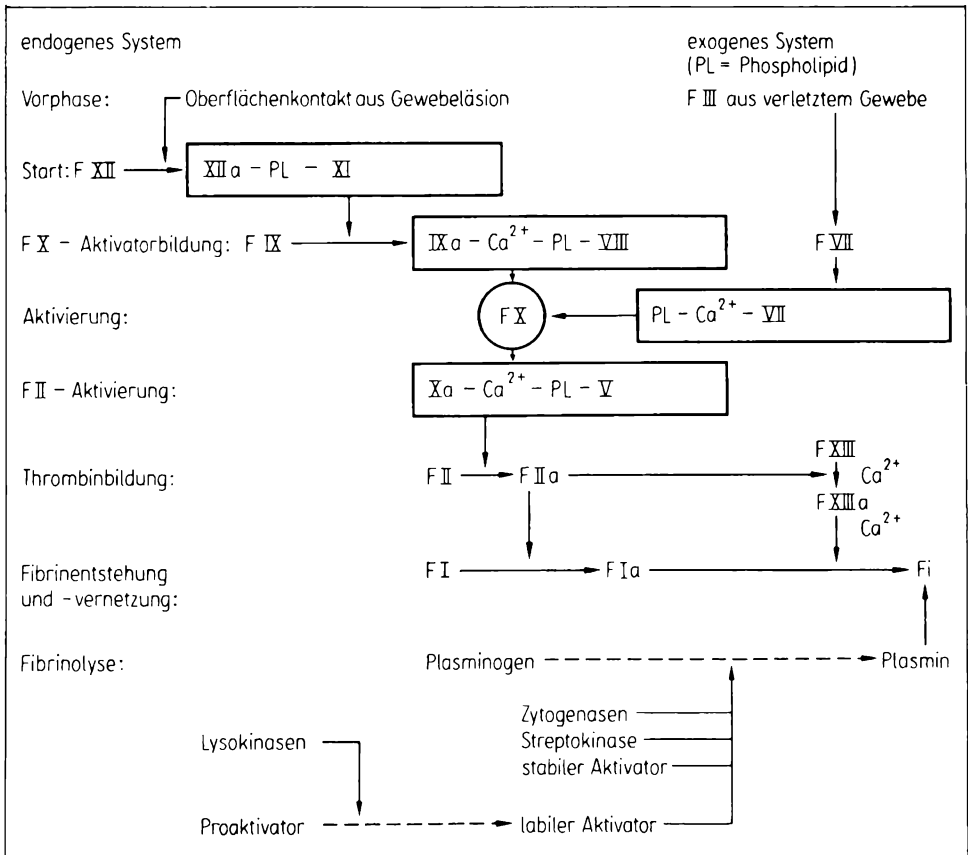 endogenes System
exogenes System
(PL = Phospholipid)
Vorphase: Oberflächenkontakt aus Gewebeläsion F III aus verletztem Gewebe
Start: F XII XIIa – PL – XI
F X – Aktivatorbildung: F IX IXa – Ca²⁺ – PL – VIII F VII
Aktivierung: F X PL – Ca²⁺ – VII
F II – Aktivierung: Xa – Ca²⁺ – PL – V
F XIII
Thrombinbildung: F II F IIa Ca²⁺
F XIIIa
Ca²⁺
Fibrinentstehung F I F Ia Fi
und -vernetzung:
Fibrinolyse: Plasminogen Plasmin
Zytogenasen
Lysokinasen Streptokinase
stabiler Aktivator
Proaktivator labiler Aktivator